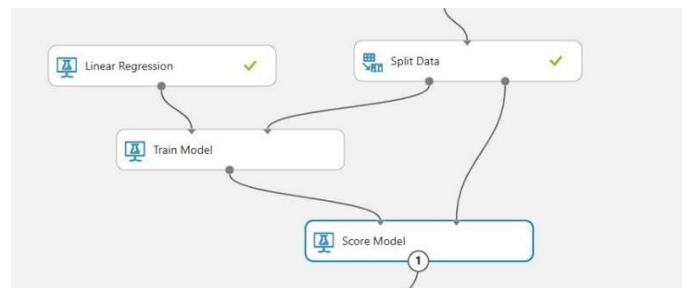 Linear Regression
Split Data
Train Model
Score Model
1